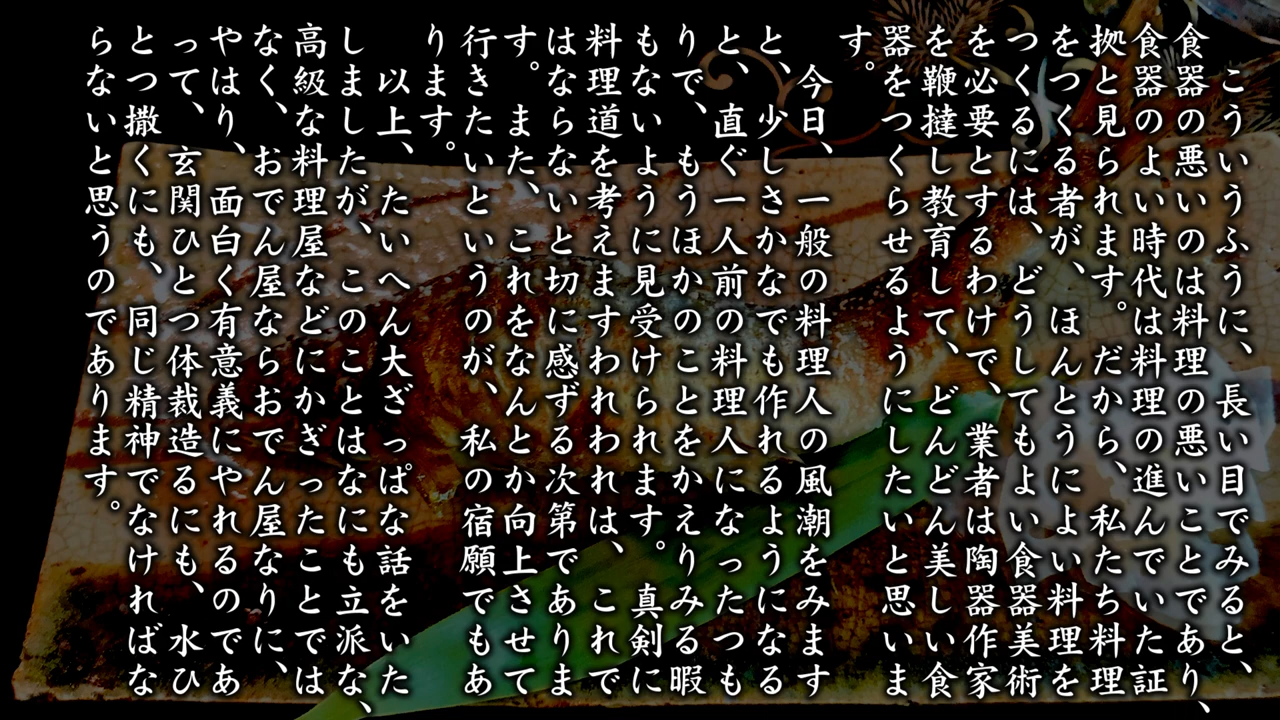 こういうふうに、長い目でみると、
食器の悪いのは料理の悪いことであり、
食器のよい時代は料理の進んでいた証
拠と見られます。だから、私たち料理
をつくる者が、ほんとうによい料理を
つくるには、どうしてもよい食器美術
を必要とするわけで、業者は陶器作家
を鞭撻し教育して、どんどん美しい食
器をつくらせるようにしたいと思いま
す。
　今日、一般の料理人の風潮をみます
と、少しさかなでも作れるようになる
と、直ぐ一人前の料理人になったつも
りで、もうほかのことをかえりみる暇
もないように見受けられます。真剣に
料理道を考えますわれわれは、これで
はならないと切に感ずる次第でありま
す。また、これをなんとか向上させて
行きたいというのが、私の宿願でもあ
ります。
　以上、たいへん大ざっぱな話をいた
しましたが、このことはなにも立派な、
高級な料理屋などにかぎったことでは
なく、おでん屋ならおでん屋なりに、
やはり、面白く有意義にやれるのであ
って、玄関ひとつ体裁造るにも、水ひ
とつ撒くにも、同じ精神でなければな
らないと思うのであります。